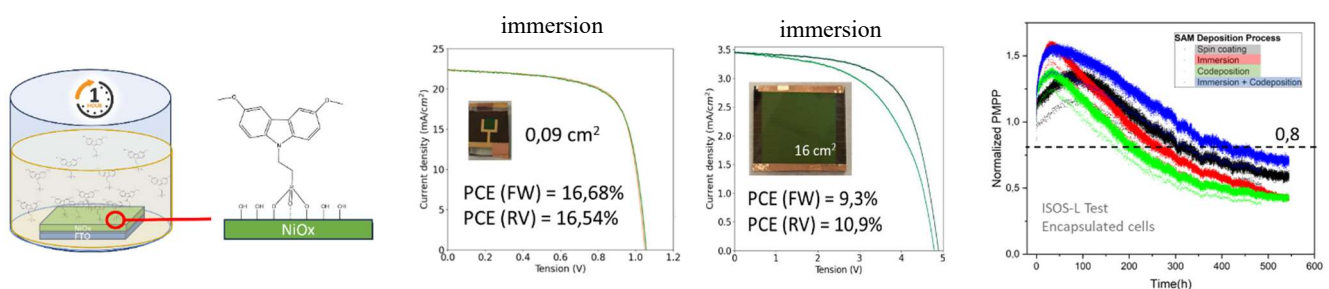 1
HOUR
NiOx
FTO
O
O
N
OH
OH
O
O
O
OH
OH
NiOx
immersion
Current density (mA/cm²)
25
20
15
10
5
0
0,09 cm²
PCE (FW) = 16,68%
PCE (RV) = 16,54%
0.0 0.2 0.4 0.6 0.8 1.0 1.2
Tension (V)
immersion
Current density (mA/cm²)
3.5
3.0
2.5
2.0
1.5
1.0
0.5
0.0
16 cm²
PCE (FW) = 9,3%
PCE (RV) = 10,9%
0 1 2 3 4 5
Tension (V)
Normalized PMPP
1,5
1,0
0,5
0,0
SAM Deposition Process
Spin coating
Immersion
Codeposition
Immersion + Codeposition
0,8
ISOS-L Test
Encapsulated cells
0 100 200 300 400 500 600
Time(h)